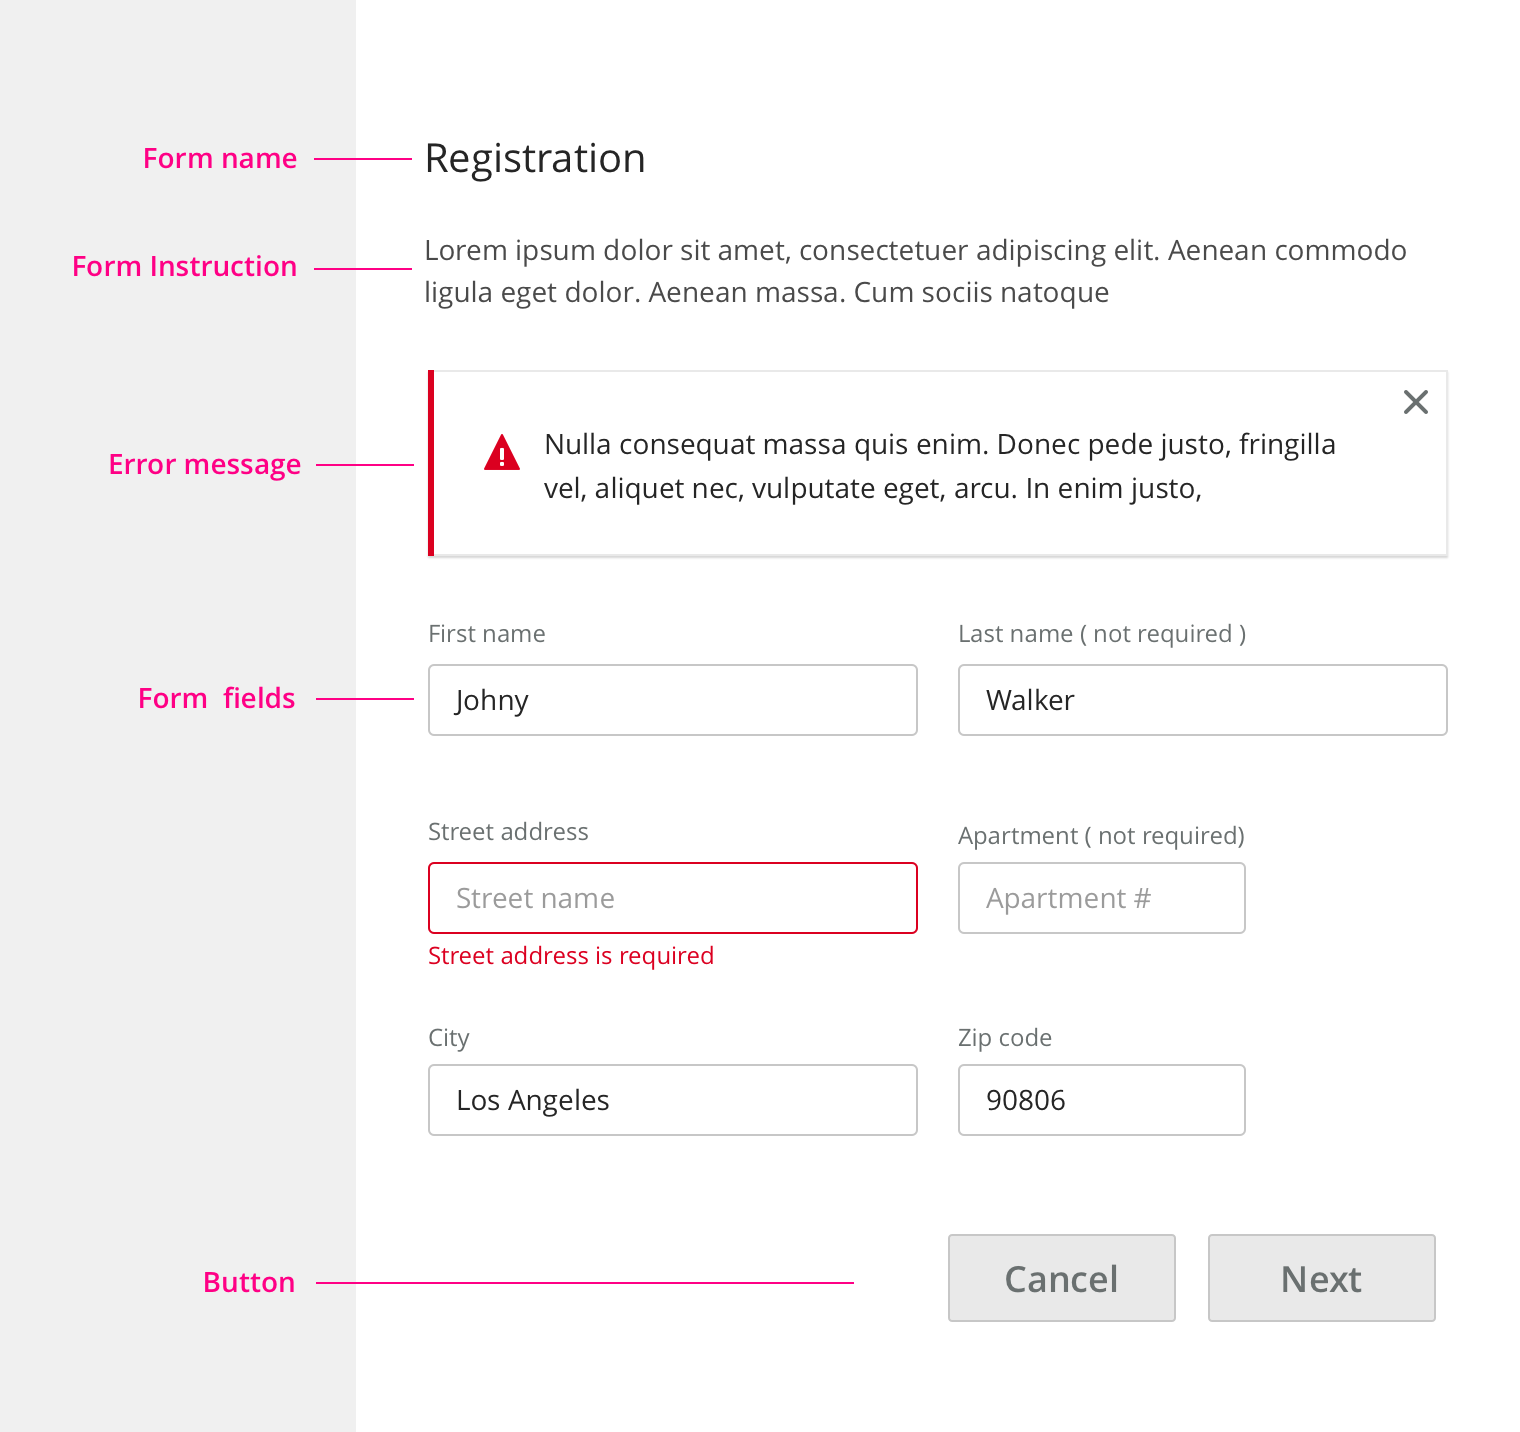 Form name
Registration
Form Instruction
Lorem ipsum dolor sit amet, consectetuer adipiscing elit. Aenean commodo
ligula eget dolor. Aenean massa. Cum sociis natoque
Error message
Nulla consequat massa quis enim. Donec pede justo, fringilla
vel, aliquet nec, vulputate eget, arcu. In enim justo,
First name
Last name ( not required )
Form  fields
Johny
Walker
Street address
Apartment ( not required)
Street name
Apartment #
Street address is required
City
Zip code
Los Angeles
90806
Button
Cancel
Next